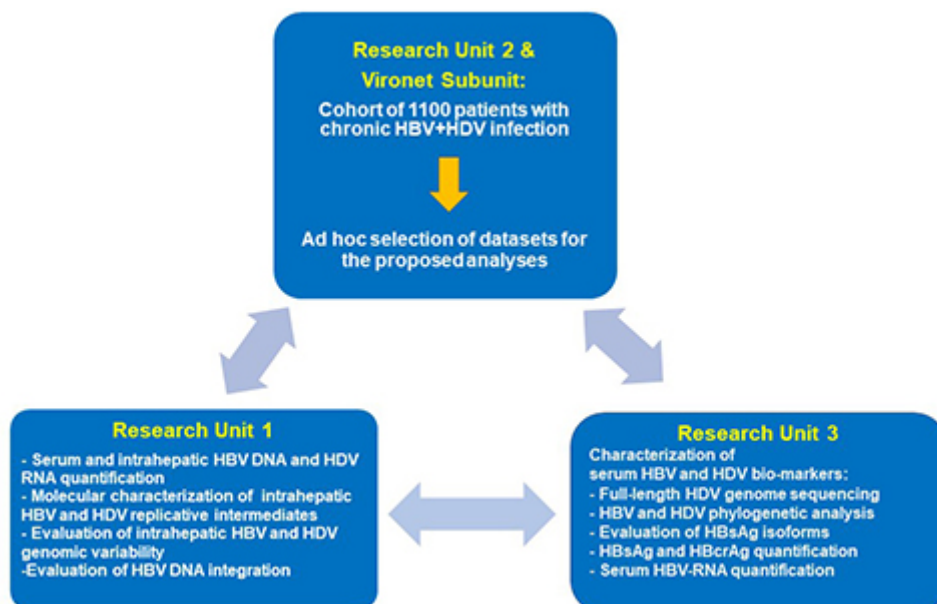 Research Unit 2 &
Vironet Subunit:
Cohort of 1100 patients with
chronic HBV+HDV infection
Ad hoc selection of datasets for
the proposed analyses
Research Unit 1
- Serum and intrahepatic HBV DNA and HDV
RNA quantification
- Molecular characterization of intrahepatic
HBV and HDV replicative intermediates
- Evaluation of intrahepatic HBV and HDV
genomic variability
-Evaluation of HBV DNA integration
Research Unit 3
Characterization of
serum HBV and HDV bio-markers:
- Full-length HDV genome sequencing
- HBV and HDV phylogenetic analysis
- Evaluation of HBsAg isoforms
- HBsAg and HBcrAg quantification
- Serum HBV-RNA quantification